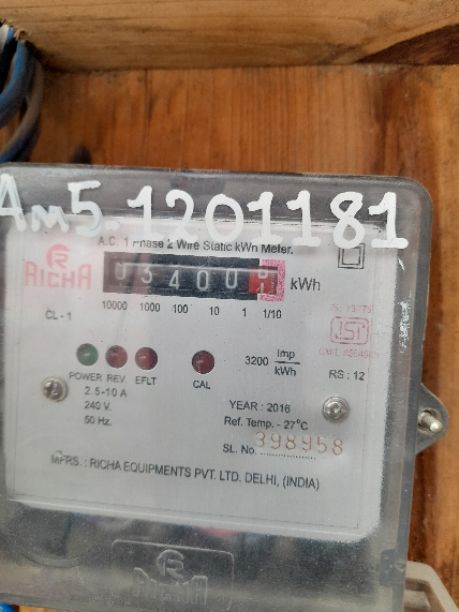 Am5 1201181
A.C. 1 Phase 2 Wire Static kWh Meter.
R
RICHA
03400
kWh
10000 1000 100 10 1 1/10
CL - 1
ISI
3200 Imp/kWh
RS : 12
POWER REV. EFLT CAL
2.5-10 A
240 V.
50 Hz.
YEAR : 2016
Ref. Temp. - 27°C
SL. No. 398958
MFRS. : RICHA EQUIPMENTS PVT. LTD. DELHI, (INDIA)
R
RICHA